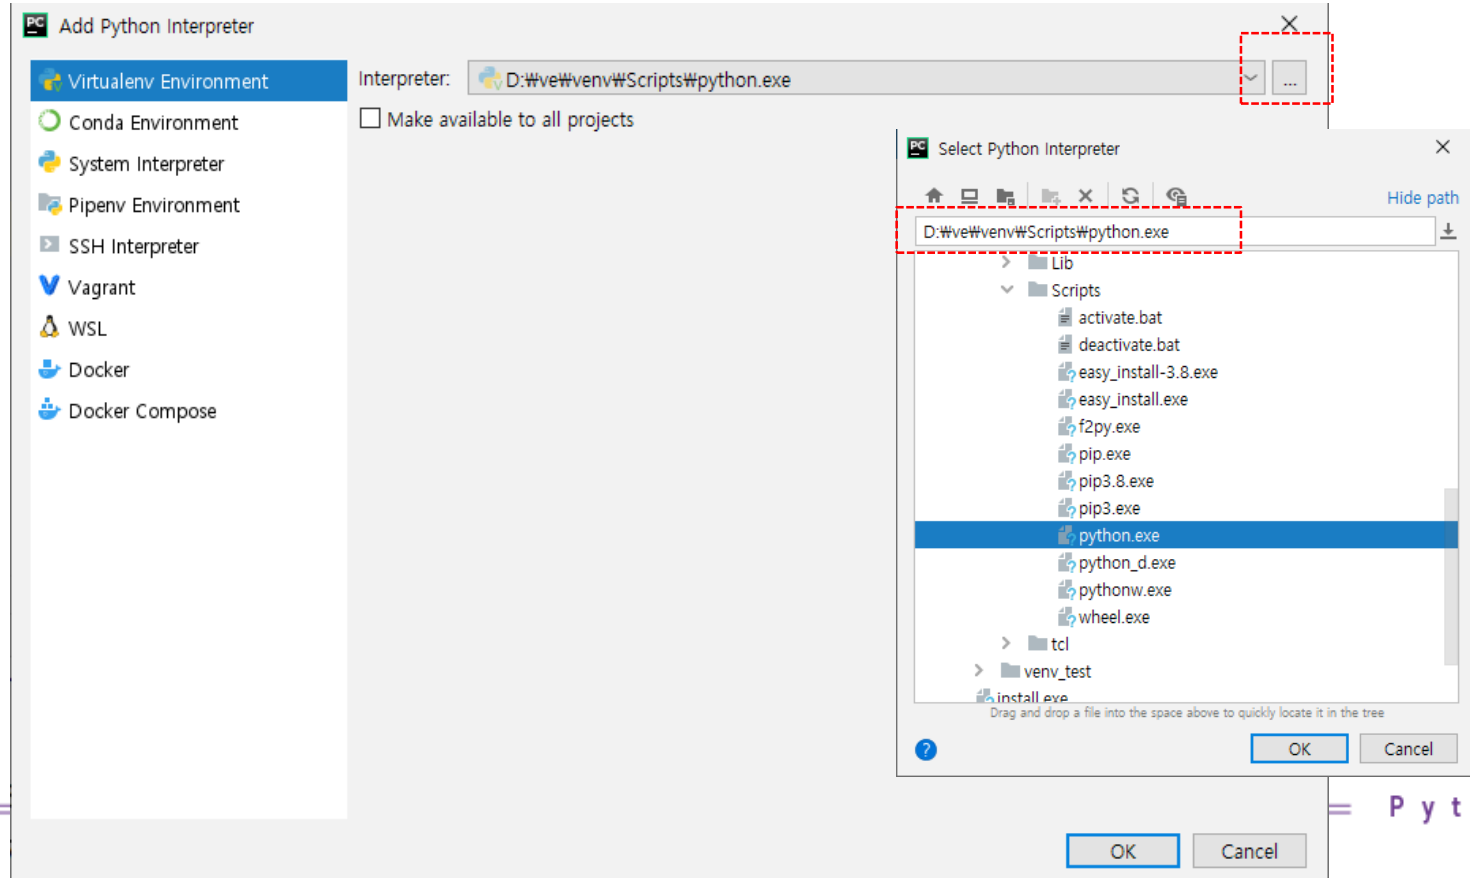 PC Add Python Interpreter
Virtualenv Environment
Conda Environment
System Interpreter
Pipenv Environment
SSH Interpreter
Vagrant
WSL
Docker
Docker Compose
Interpreter: D:₩ve₩venv₩Scripts₩python.exe ...
Make available to all projects
PC Select Python Interpreter
Hide path
D:₩ve₩venv₩Scripts₩python.exe
Lib
Scripts
activate.bat
deactivate.bat
easy_install-3.8.exe
easy_install.exe
f2py.exe
pip.exe
pip3.8.exe
pip3.exe
python.exe
python_d.exe
pythonw.exe
wheel.exe
tcl
venv_test
install.exe
Drag and drop a file into the space above to quickly locate it in the tree
? OK Cancel
= P y t
OK Cancel